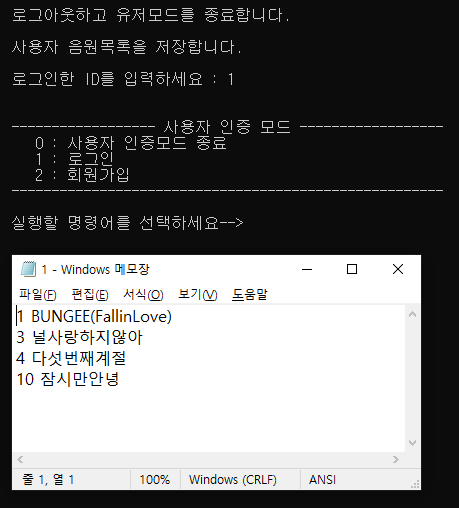 로그아웃하고 유저모드를 종료합니다.
사용자 음원목록을 저장합니다.
로그인한 ID를 입력하세요 : 1
------------------ 사용자 인증 모드 ------------------
0 : 사용자 인증모드 종료
1 : 로그인
2 : 회원가입
------------------------------------------------------
실행할 명령어를 선택하세요-->
1 - Windows 메모장
파일(F) 편집(E) 서식(O) 보기(V) 도움말
1 BUNGEE(FallinLove)
3 널사랑하지않아
4 다섯번째계절
10 잠시만안녕
줄 1, 열 1 100% Windows (CRLF) ANSI